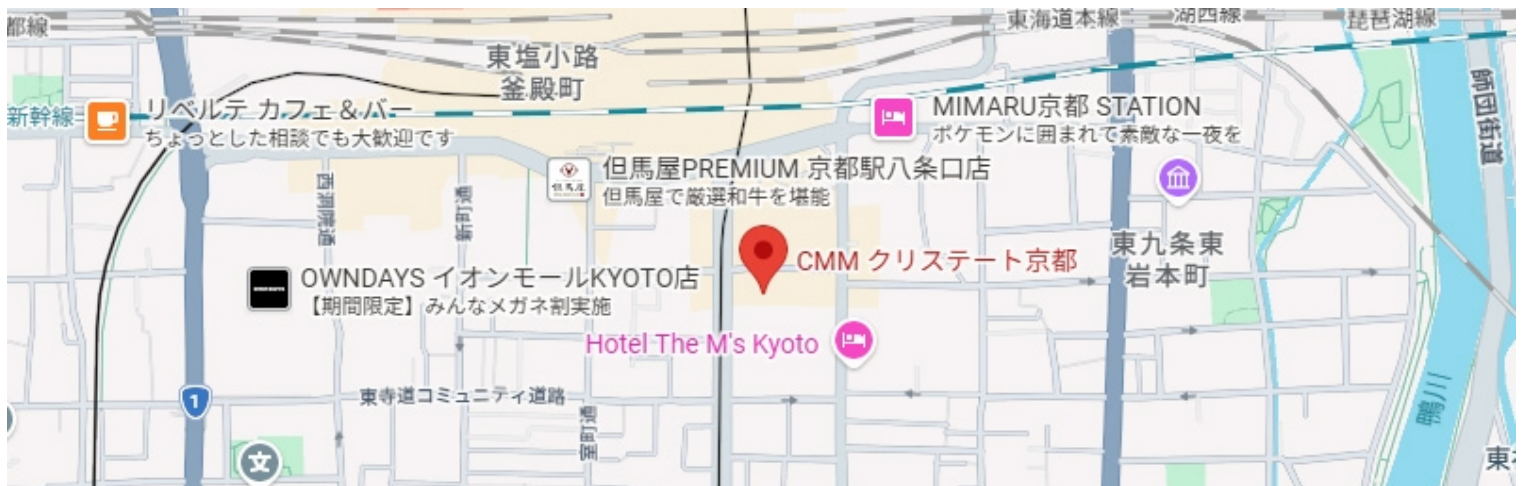 都線
東海道本線
湖西線
琵琶湖線
東塩小路
釜殿町
師団街道
新幹線
リベルテ カフェ＆バー
ちょっとした相談でも大歓迎です
MIMARU京都 STATION
ポケモンに囲まれて素敵な一夜を
但馬屋
但馬屋PREMIUM 京都駅八条口店
但馬屋で厳選和牛を堪能
西洞院通
新町通
東九条東
岩本町
CMM クリステート京都
OWNDAYS イオンモールKYOTO店
【期間限定】みんなメガネ割実施
Hotel The M's Kyoto
1
東寺道コミュニティ道路
室町通
鴨川
文
東